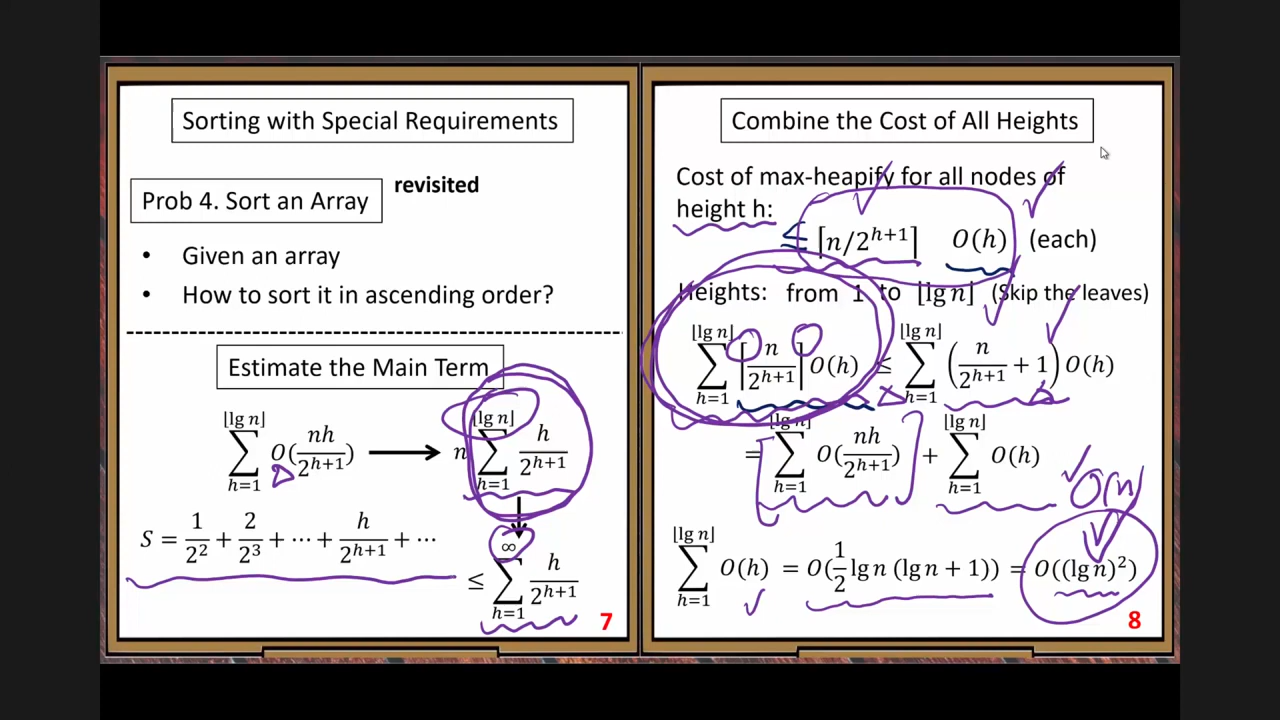 Sorting with Special Requirements
Prob 4. Sort an Array revisited
• Given an array
• How to sort it in ascending order?
Estimate the Main Term
∑_{h=1}^{⌊lg n⌋} O(nh/2^{h+1}) → n ∑_{h=1}^{⌊lg n⌋} h/2^{h+1}
S = 1/2² + 2/2³ + ⋯ + h/2^{h+1} + ⋯
≤ ∑_{h=1}^{∞} h/2^{h+1}
7
Combine the Cost of All Heights
Cost of max-heapify for all nodes of
height h:
≤ ⌈n/2^{h+1}⌉ O(h) (each)
Heights: from 1 to ⌊lg n⌋ (Skip the leaves)
∑_{h=1}^{⌊lg n⌋} ⌈n/2^{h+1}⌉ O(h) ≤ ∑_{h=1}^{⌊lg n⌋} (n/2^{h+1} + 1) O(h)
= ∑_{h=1}^{⌊lg n⌋} O(nh/2^{h+1}) + ∑_{h=1}^{⌊lg n⌋} O(h)
O(n)
∑_{h=1}^{⌊lg n⌋} O(h) = O(1/2 lg n (lg n + 1)) = O((lg n)²)
8